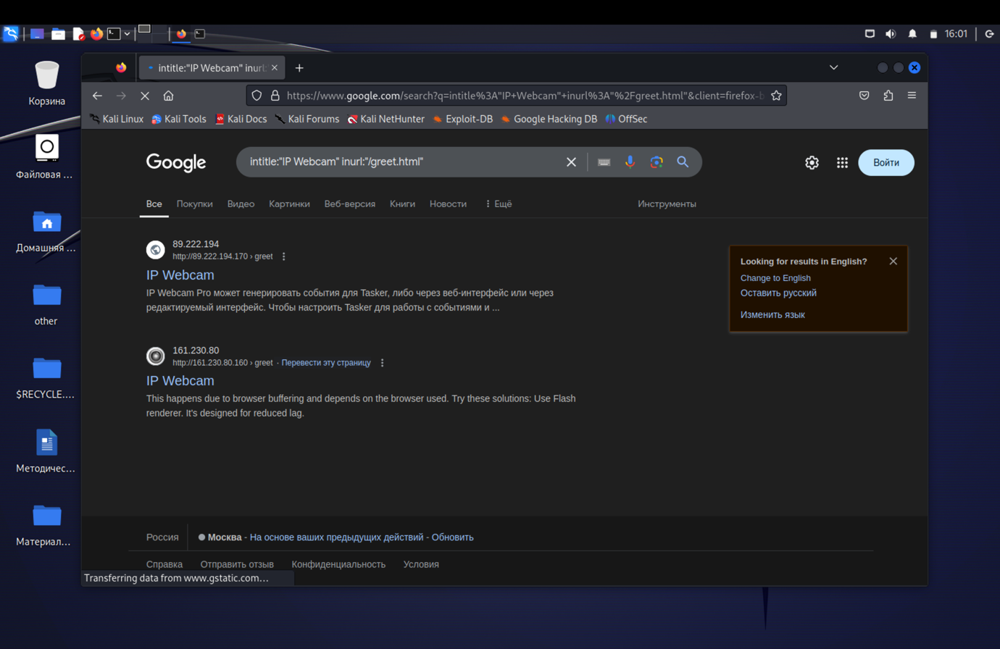 16:01
Корзина
Файловая ...
Домашняя ...
other
$RECYCLE....
Методичес...
Материал...
intitle:"IP Webcam" inurl:
https://www.google.com/search?q=intitle%3A"IP+Webcam"+inurl%3A"%2Fgreet.html"&client=firefox-b
Kali Linux Kali Tools Kali Docs Kali Forums Kali NetHunter Exploit-DB Google Hacking DB OffSec
Google
intitle:"IP Webcam" inurl:"/greet.html"
Войти
Все Покупки Видео Картинки Веб-версия Книги Новости Ещё Инструменты
89.222.194
http://89.222.194.170 › greet
IP Webcam
IP Webcam Pro может генерировать события для Tasker, либо через веб-интерфейс или через
редактируемый интерфейс. Чтобы настроить Tasker для работы с событиями и ...
161.230.80
http://161.230.80.160 › greet · Перевести эту страницу
IP Webcam
This happens due to browser buffering and depends on the browser used. Try these solutions: Use Flash
renderer. It's designed for reduced lag.
Looking for results in English?
Change to English
Оставить русский
Изменить язык
Россия
Москва - На основе ваших предыдущих действий - Обновить
Справка Отправить отзыв Конфиденциальность Условия
Transferring data from www.gstatic.com...